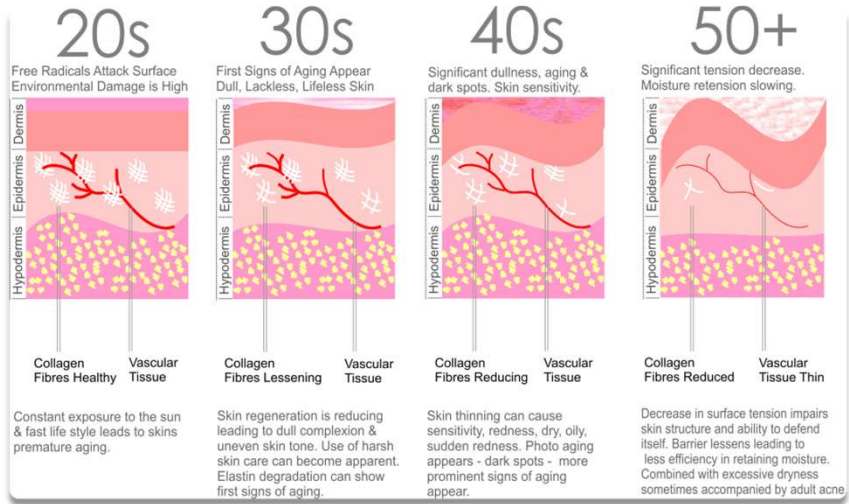 20s
Free Radicals Attack Surface
Environmental Damage is High
Dermis
Epidermis
Hypodermis
Collagen
Fibres Healthy
Vascular
Tissue
Constant exposure to the sun
& fast life style leads to skins
premature aging.
30s
First Signs of Aging Appear
Dull, Lackless, Lifeless Skin
Dermis
Epidermis
Hypodermis
Collagen
Fibres Lessening
Vascular
Tissue
Skin regeneration is reducing
leading to dull complexion &
uneven skin tone. Use of harsh
skin care can become apparent.
Elastin degradation can show
first signs of aging.
40s
Significant dullness, aging &
dark spots. Skin sensitivity.
Dermis
Epidermis
Hypodermis
Collagen
Fibres Reducing
Vascular
Tissue
Skin thinning can cause
sensitivity, redness, dry, oily,
sudden redness. Photo aging
appears - dark spots - more
prominent signs of aging
appear.
50+
Significant tension decrease.
Moisture retension slowing.
Dermis
Epidermis
Hypodermis
Collagen
Fibres Reduced
Vascular
Tissue Thin
Decrease in surface tension impairs
skin structure and ability to defend
itself. Barrier lessens leading to
less efficiency in retaining moisture.
Combined with excessive dryness
sometimes accompanied by adult acne